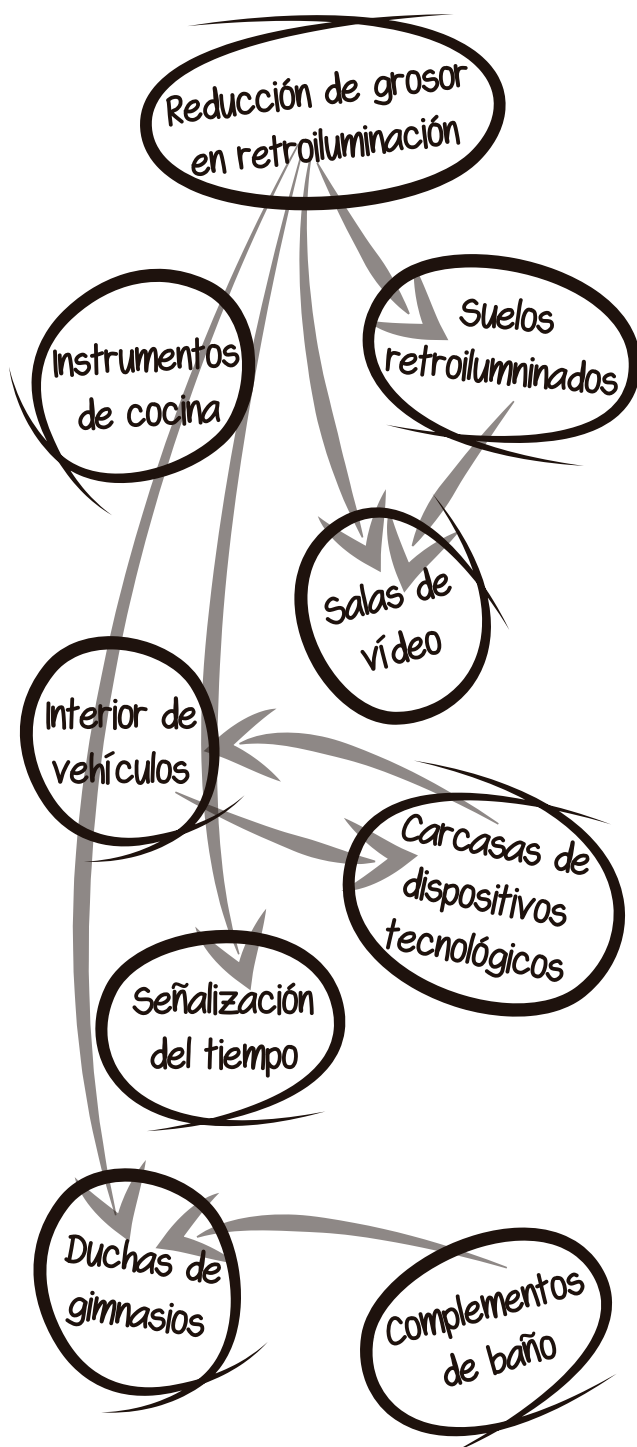 Reducción de grosor
en retroiluminación
Instrumentos
de cocina
Suelos
retroilumninados
Salas de
vídeo
Interior de
vehículos
Carcasas de
dispositivos
tecnológicos
Señalización
del tiempo
Duchas de
gimnasios
Complementos
de baño